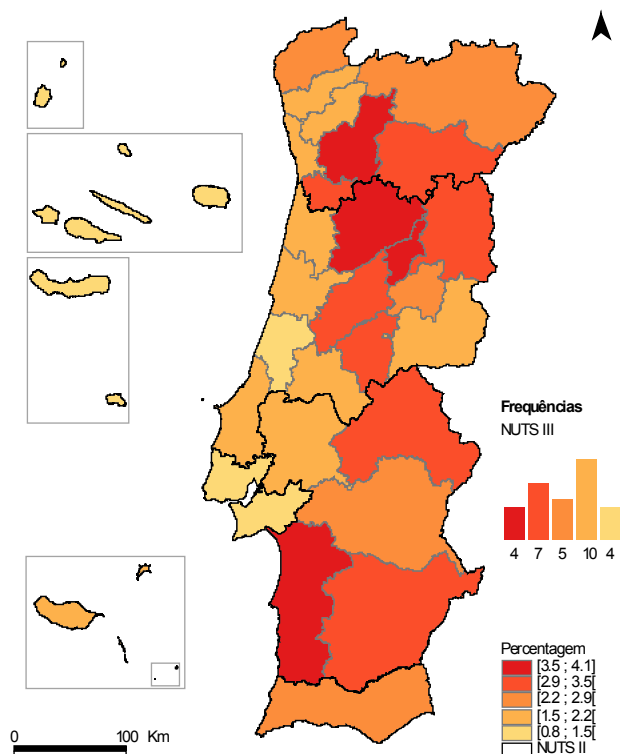 Frequências
NUTS III
4 7 5 10 4
Percentagem
[3.5 ; 4.1]
[2.9 ; 3.5[
[2.2 ; 2.9[
[1.5 ; 2.2[
[0.8 ; 1.5[
NUTS II
0 100 Km